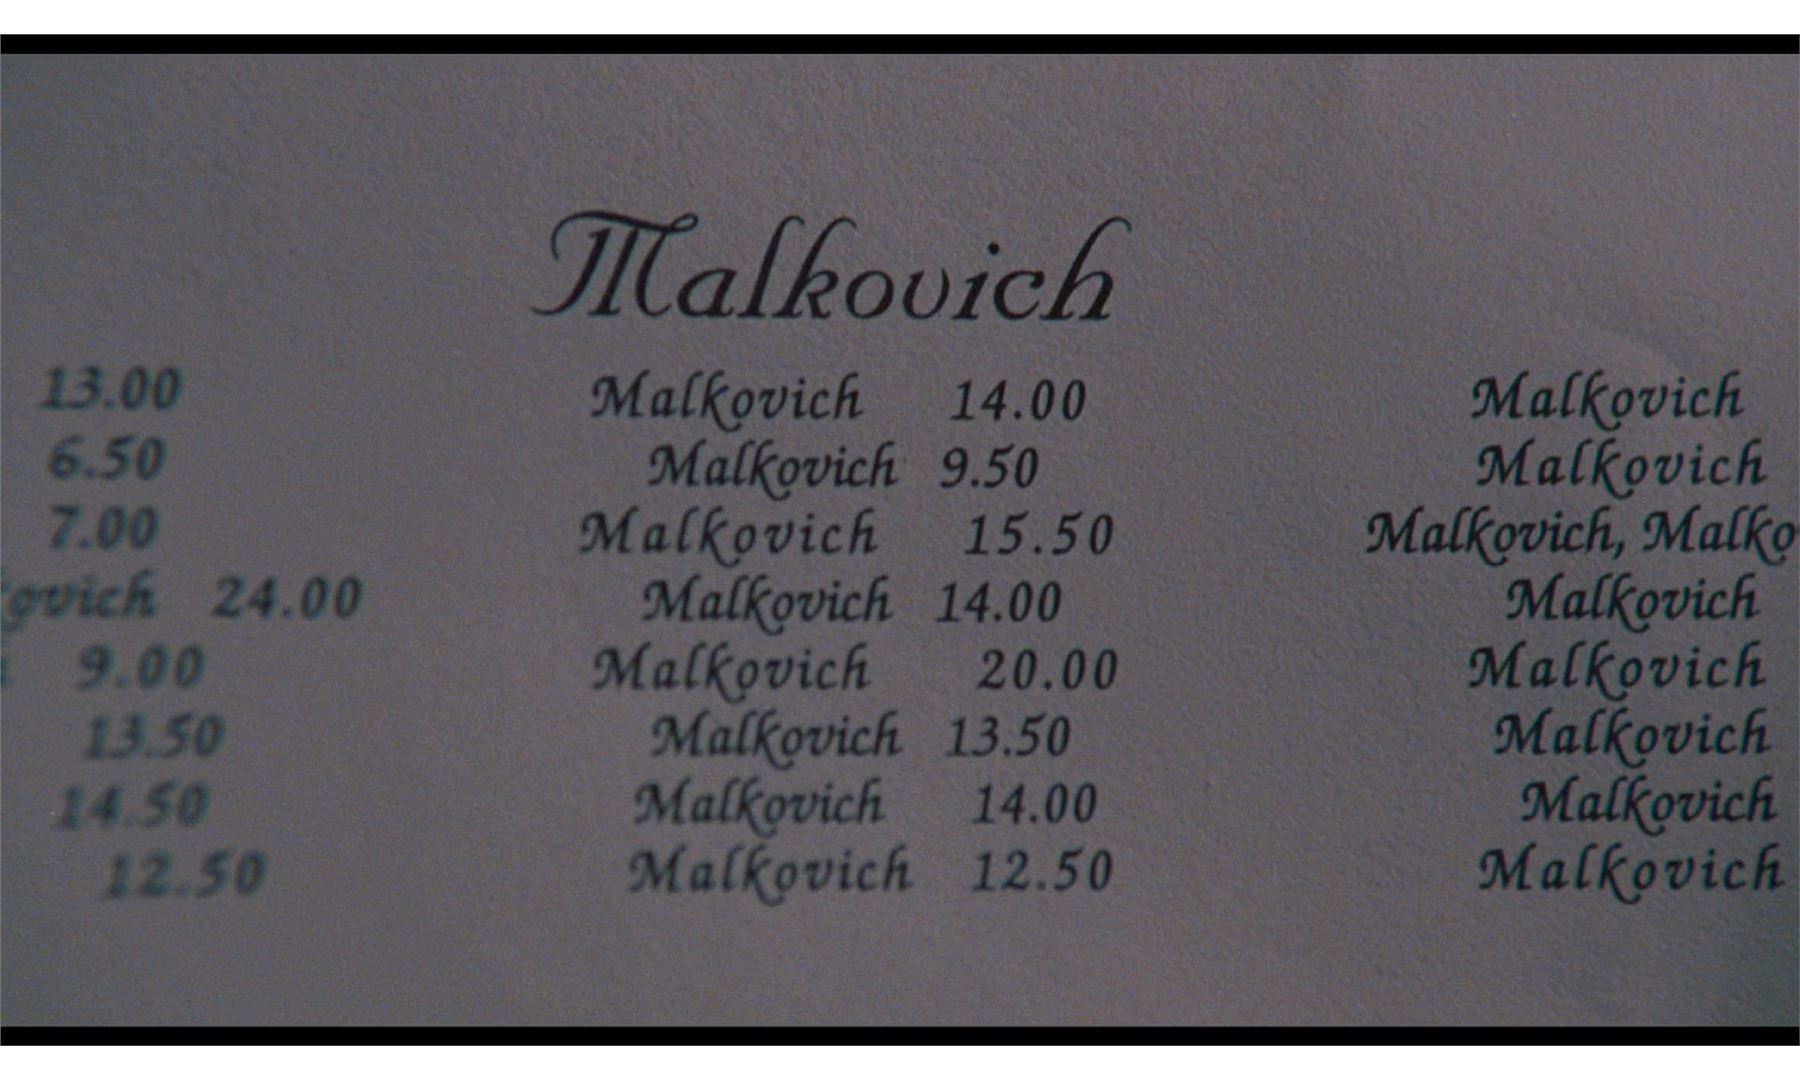 Malkovich
13.00 Malkovich 14.00 Malkovich
6.50 Malkovich 9.50 Malkovich
7.00 Malkovich 15.50 Malkovich, Malko
kovich 24.00 Malkovich 14.00 Malkovich
9.00 Malkovich 20.00 Malkovich
13.50 Malkovich 13.50 Malkovich
14.50 Malkovich 14.00 Malkovich
12.50 Malkovich 12.50 Malkovich